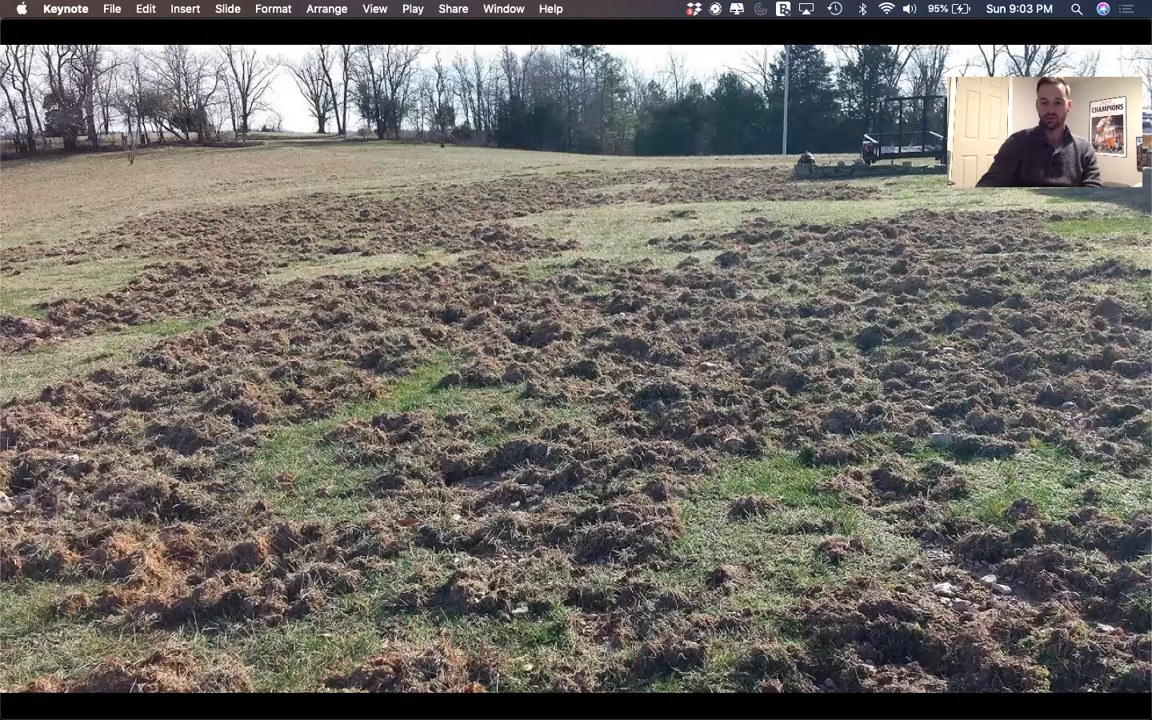 Keynote File Edit Insert Slide Format Arrange View Play Share Window Help 95% Sun 9:03 PM
CHAMPIONS